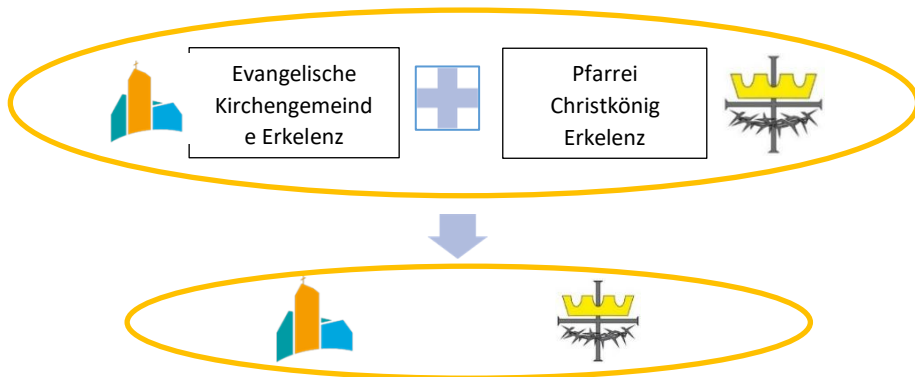 Evangelische
Kirchengemeind
e Erkelenz
Pfarrei
Christkönig
Erkelenz